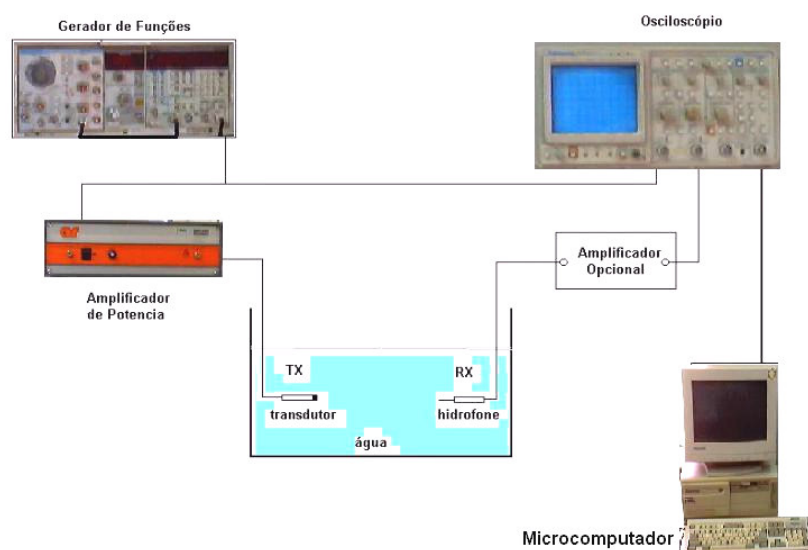 Gerador de Funções
Osciloscópio
Amplificador
de Potencia
Amplificador
Opcional
TX
RX
transdutor
hidrofone
água
Microcomputador